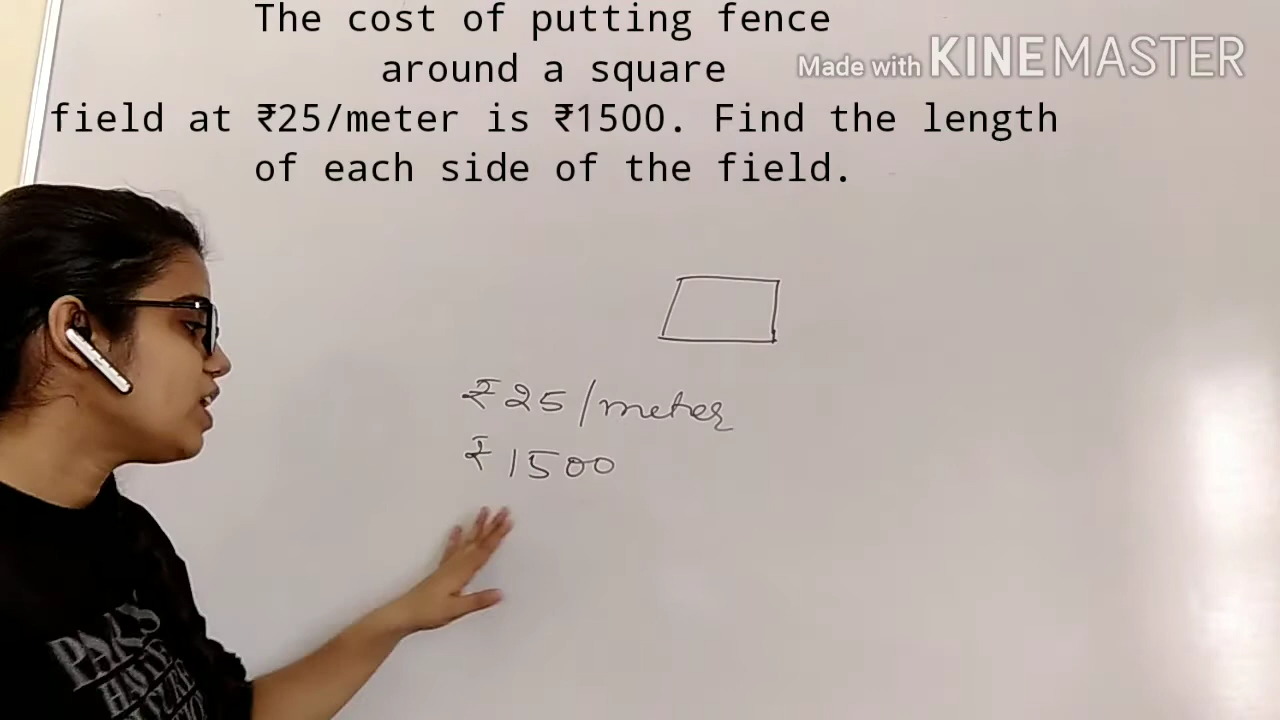 The cost of putting fence
around a square
Made with KINEMASTER
field at ₹25/meter is ₹1500. Find the length
of each side of the field.
₹25/meter
₹1500